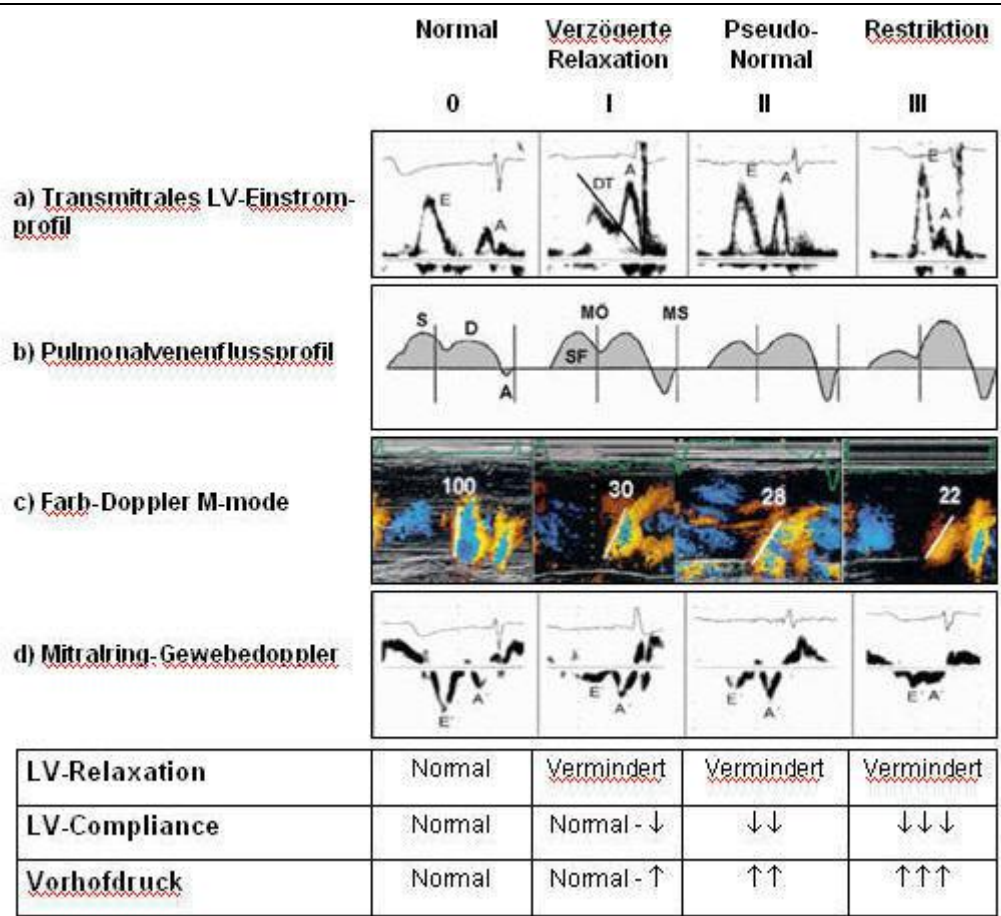 Normal Verzögerte Relaxation Pseudo-Normal Restriktion
0 I II III
a) Transmitrales LV-Einstrom-
profil
E A DT A E A E A
b) Pulmonalvenenflussprofil
S D A SF MÖ MS
c) Farb-Doppler M-mode
100 30 28 22
d) Mitralring-Gewebedoppler
E' A' E' A' E' A' E' A'
LV-Relaxation Normal Vermindert Vermindert Vermindert
LV-Compliance Normal Normal - ↓ ↓↓ ↓↓↓
Vorhofdruck Normal Normal - ↑ ↑↑ ↑↑↑